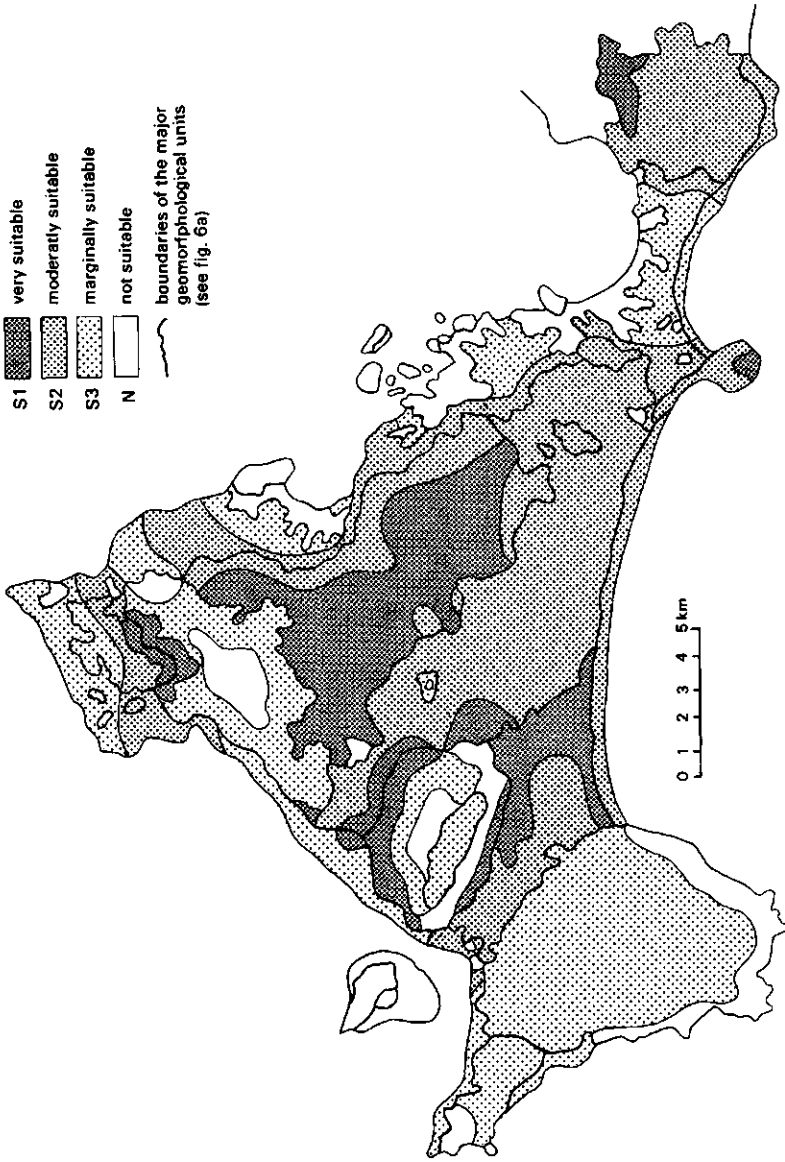 S1 very suitable
S2 moderatly suitable
S3 marginally suitable
N not suitable
boundaries of the major
geomorfphological units
(see fig. 6a)
0 1 2 3 4 5 km